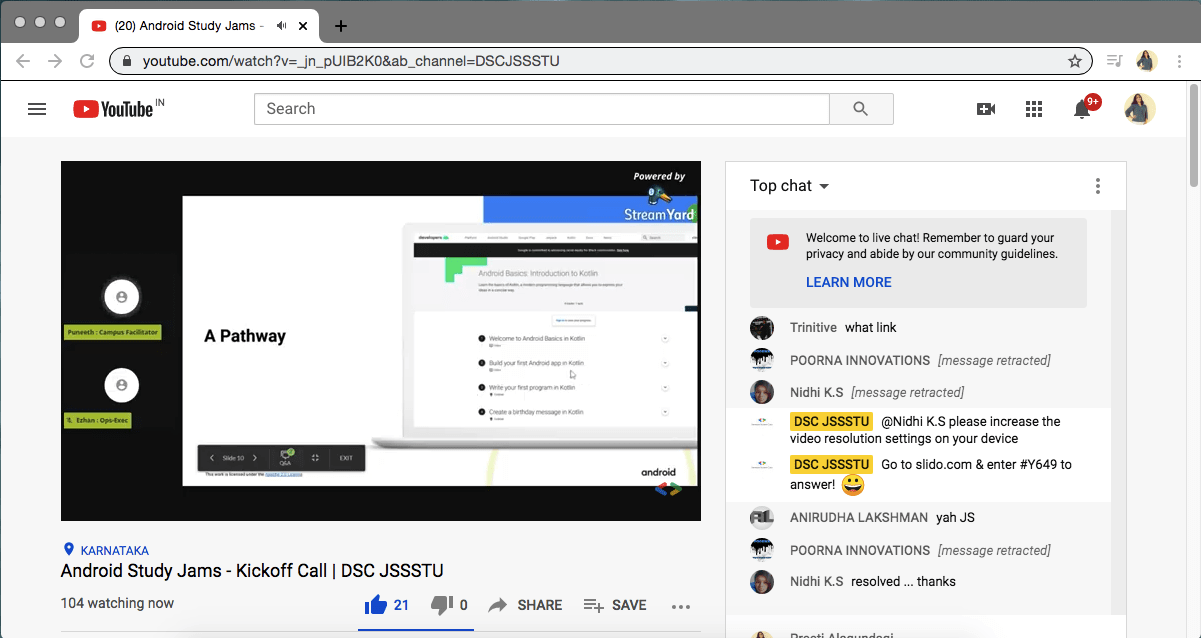 (20) Android Study Jams -
youtube.com/watch?v=_jn_pUIB2K0&ab_channel=DSCJSSSTU
YouTube IN
Search
9+
Powered by
StreamYard
developers
Android Basics: Introduction to Kotlin
Welcome to Android Basics in Kotlin
Build your first Android app in Kotlin
Write your first program in Kotlin
Create a birthday message in Kotlin
A Pathway
Puneeth : Campus Facilitator
Ezhan : Ops-Exec
Slide 10
Q&A
EXIT
This work is licensed under the
android
KARNATAKA
Android Study Jams - Kickoff Call | DSC JSSSTU
104 watching now
21
0
SHARE
SAVE
Top chat
Welcome to live chat! Remember to guard your
privacy and abide by our community guidelines.
LEARN MORE
Trinitive what link
POORNA INNOVATIONS [message retracted]
Nidhi K.S [message retracted]
DSC JSSSTU @Nidhi K.S please increase the
video resolution settings on your device
DSC JSSSTU Go to slido.com & enter #Y649 to
answer! 😀
ANIRUDHA LAKSHMAN yah JS
POORNA INNOVATIONS [message retracted]
Nidhi K.S resolved ... thanks